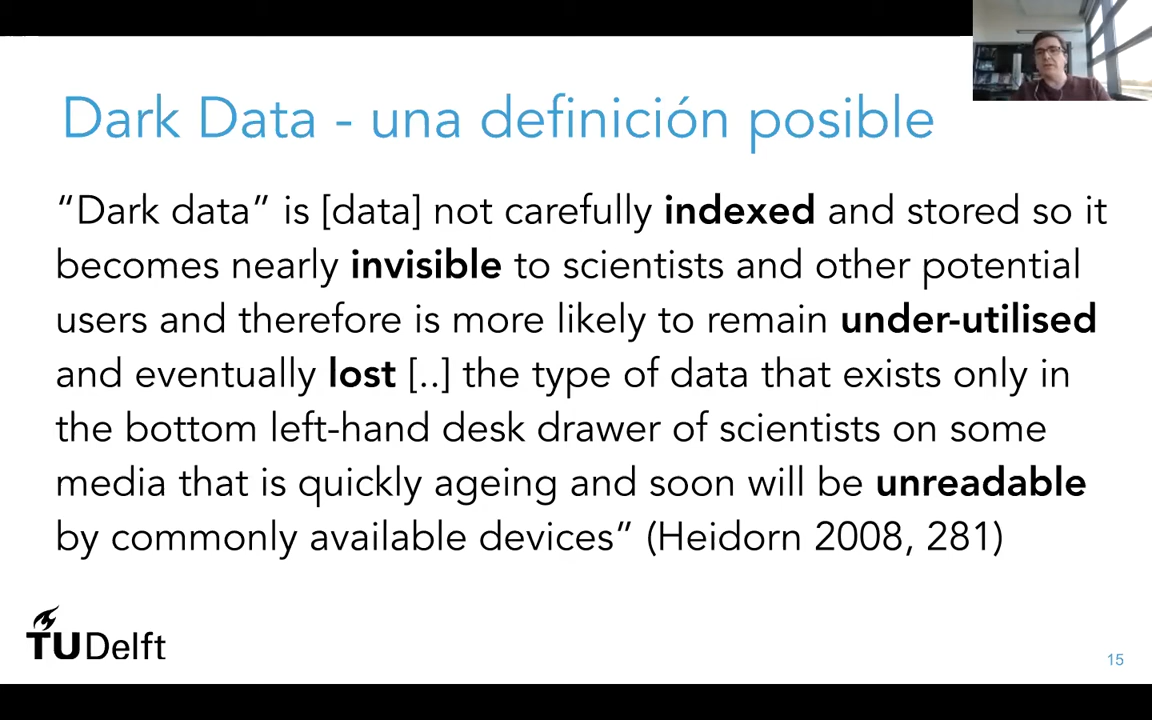 Dark Data - una definición posible
“Dark data” is [data] not carefully indexed and stored so it
becomes nearly invisible to scientists and other potential
users and therefore is more likely to remain under-utilised
and eventually lost [..] the type of data that exists only in
the bottom left-hand desk drawer of scientists on some
media that is quickly ageing and soon will be unreadable
by commonly available devices” (Heidorn 2008, 281)
TU Delft
15